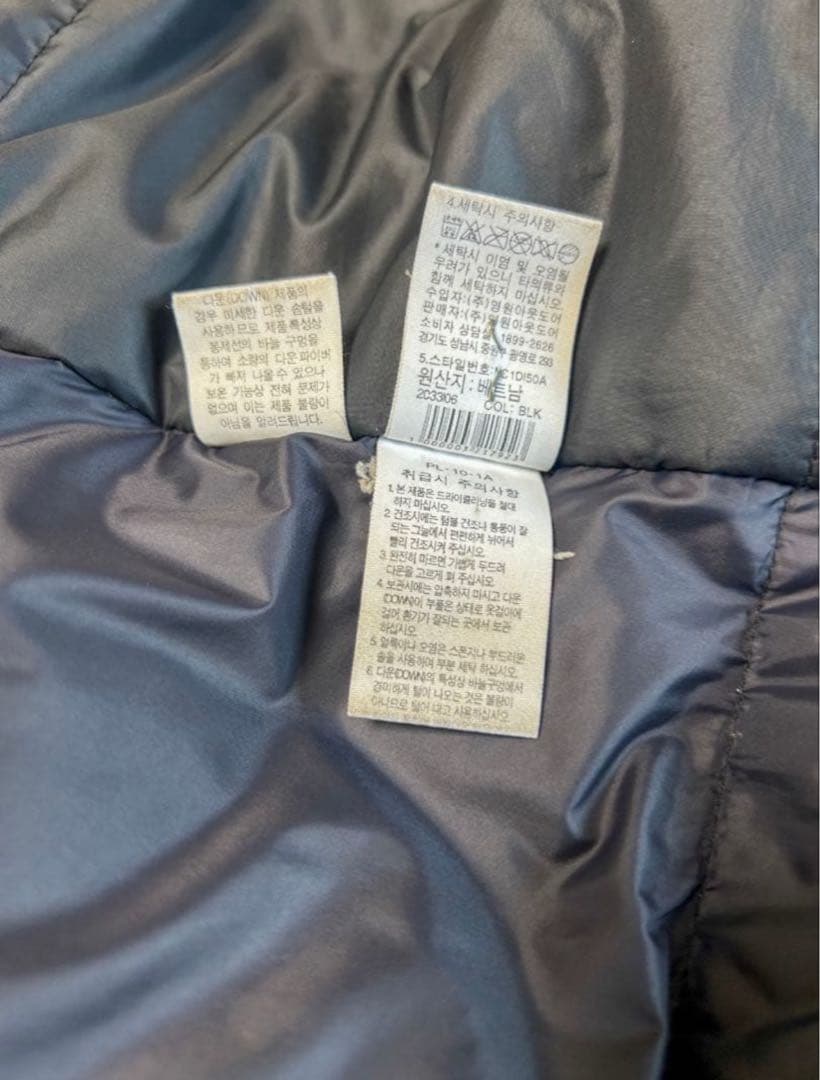 다운(DOWN) 제품의
경우 미세한 다운 솜털을
사용하므로 제품특성상
봉제선의 바늘 구멍을
통하여 소량의 다운 파이버
가 빠져 나올 수 있으나
보온 기능상 전혀 문제가
없으며 이는 제품 불량이
아님을 알려드립니다.
4.세탁시 주의사항
*세탁시 이염 및 오염될
우려가 있으니 타의류와
함께 세탁하지 마십시오
수입자:(주)영원아웃도어
판매자:(주)영원아웃도어
소비자 상담실 1899-2626
경기도 성남시 중원구 광명로 293
5.스타일번호: C1DI50A
원산지:베트남
2C33I06 COL: BLK
PL-10-1A
취급시 주의사항
1. 본 제품은 드라이클리닝을 절대
하지 마십시오.
2. 건조시에는 텀블 건조나 통풍이 잘
되는 그늘에서 편편하게 뉘어서
빨리 건조시켜 주십시오.
3. 완전히 마르면 가볍게 두드려
다운을 고르게 펴 주십시오.
4. 보관시에는 압축하지 마시고 다운
(DOWN)이 부풀은 상태로 옷걸이에
걸어 환기가 잘되는 곳에서 보관
하십시오.
5. 얼룩이나 오염은 스폰지나 부드러운
솔을 사용하여 부분 세탁 하십시오.
6. 다운(DOWN)의 특성상 바늘구멍에서
경미하게 털이 나오는 것은 불량이
아니므로 털어 내고 사용하십시오.